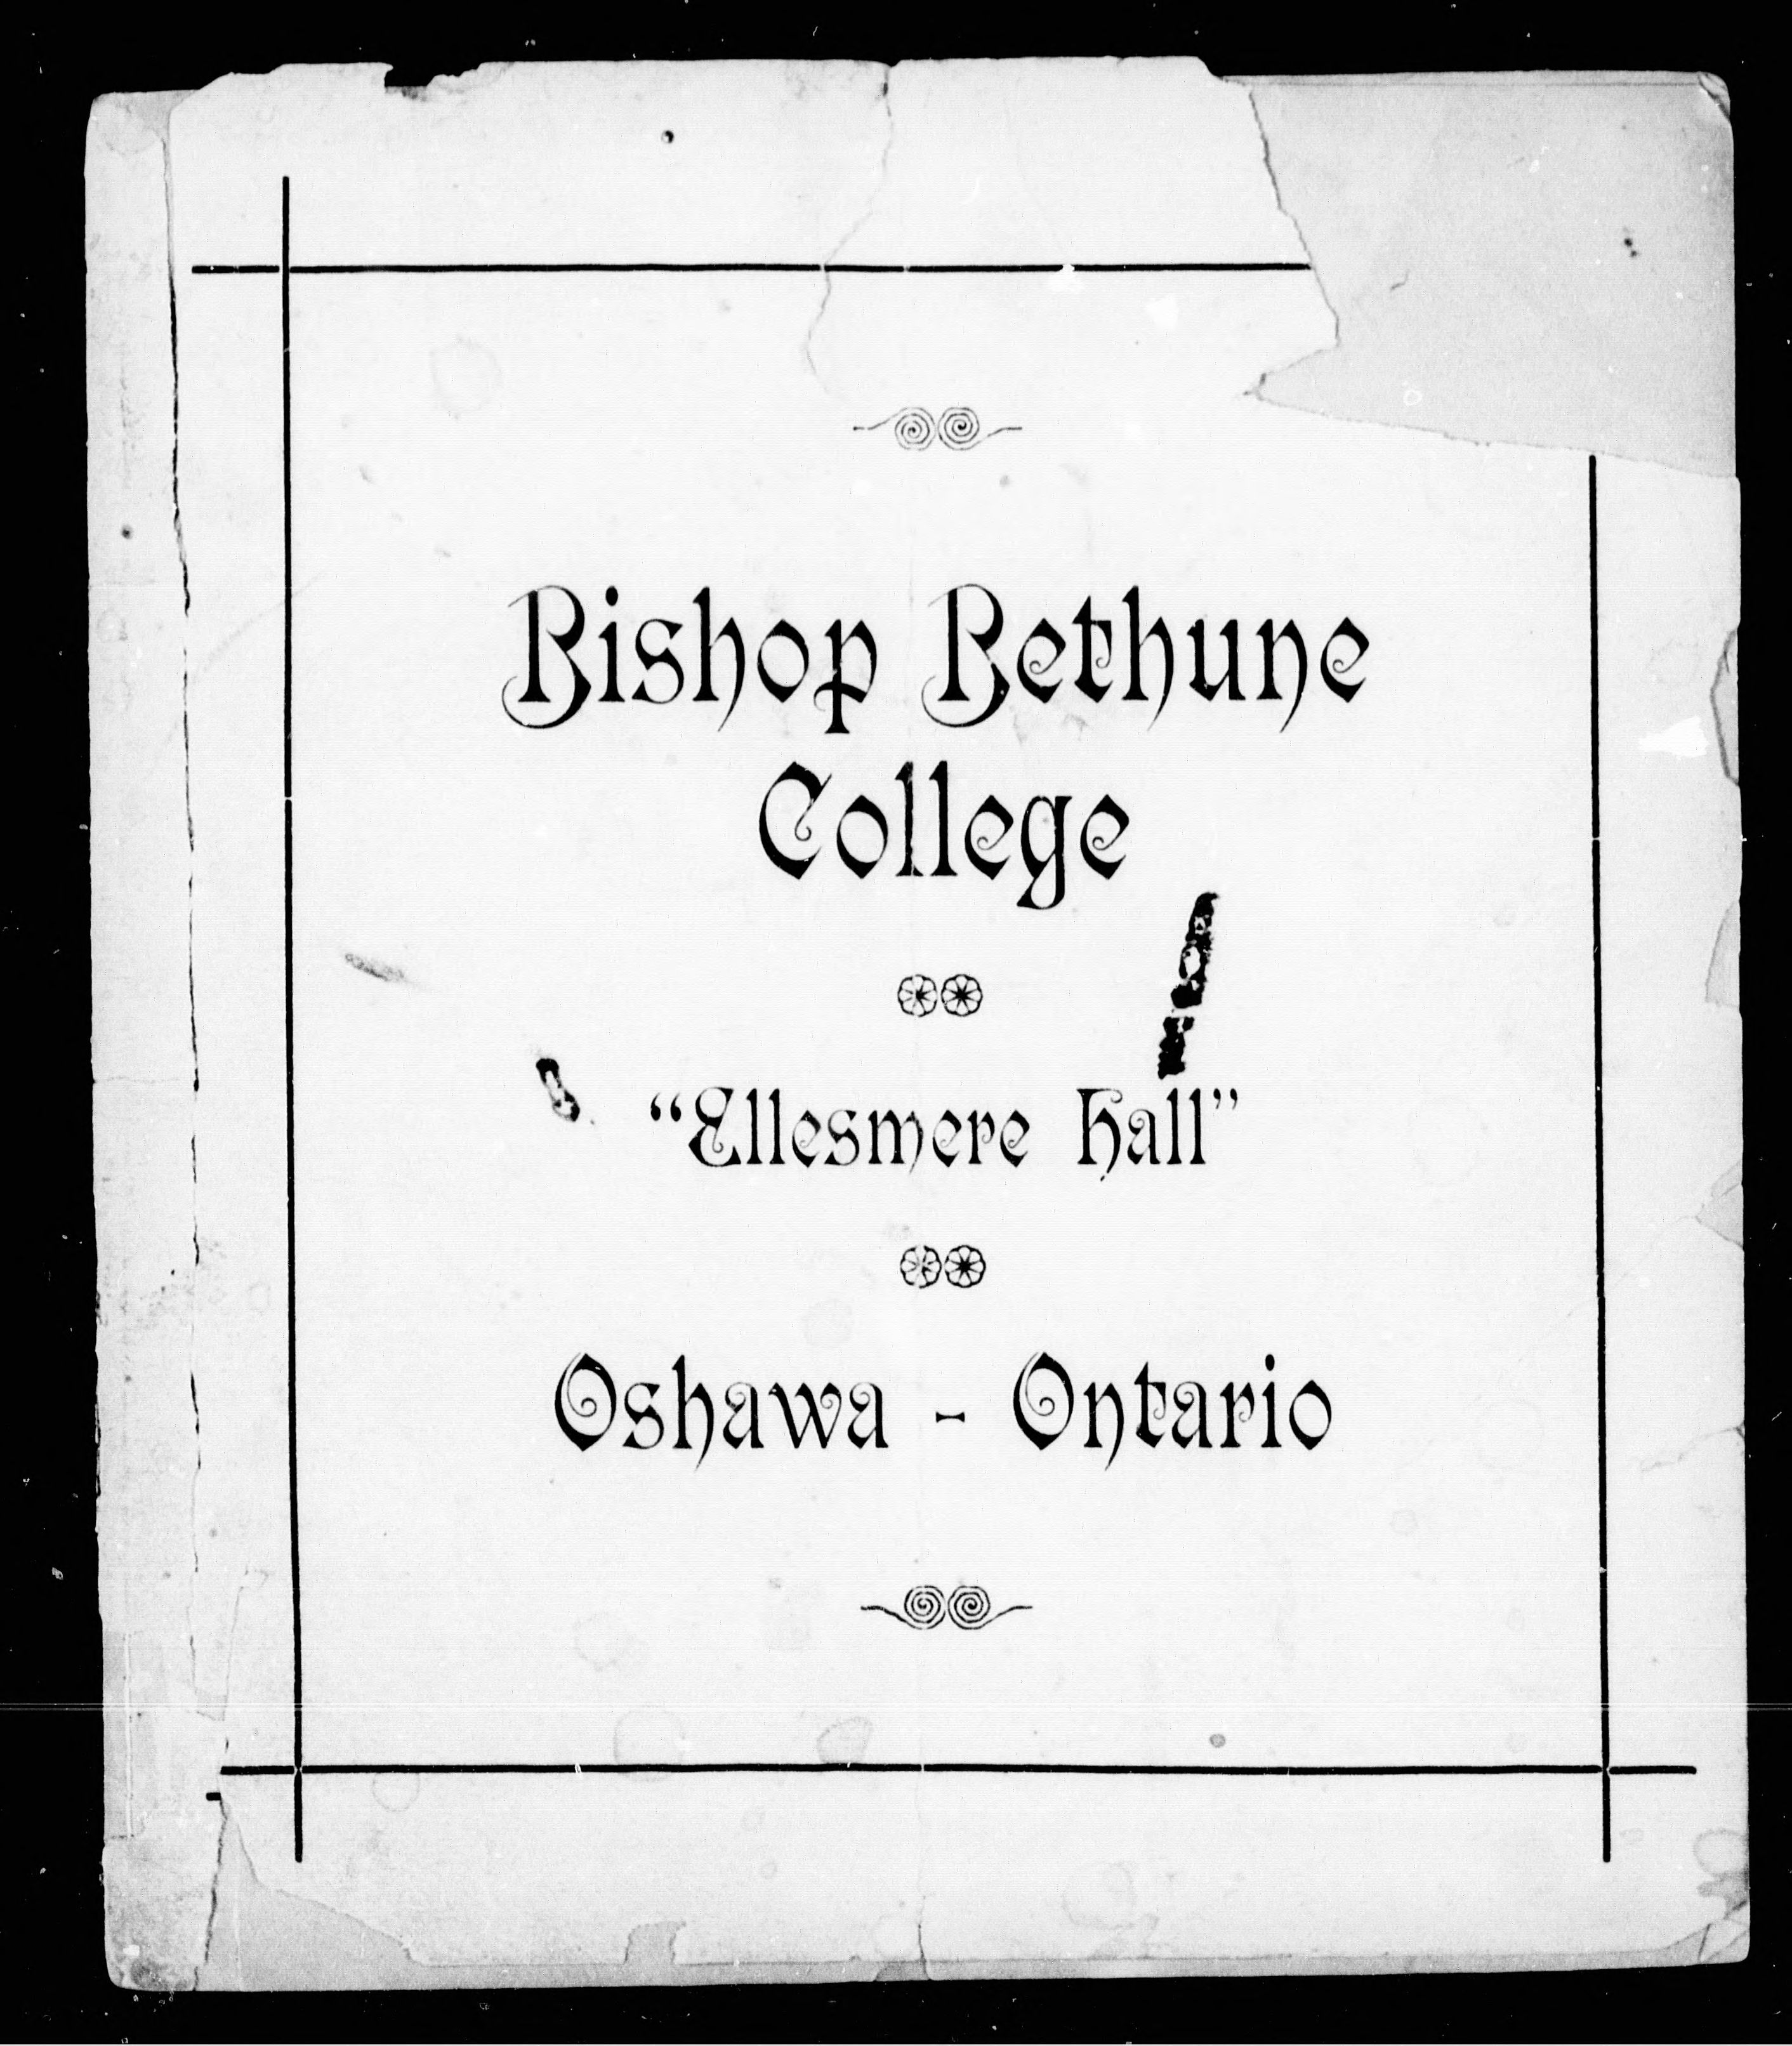 Bishop Bethune
College
“Ellesmere Hall”
Oshawa - Ontario